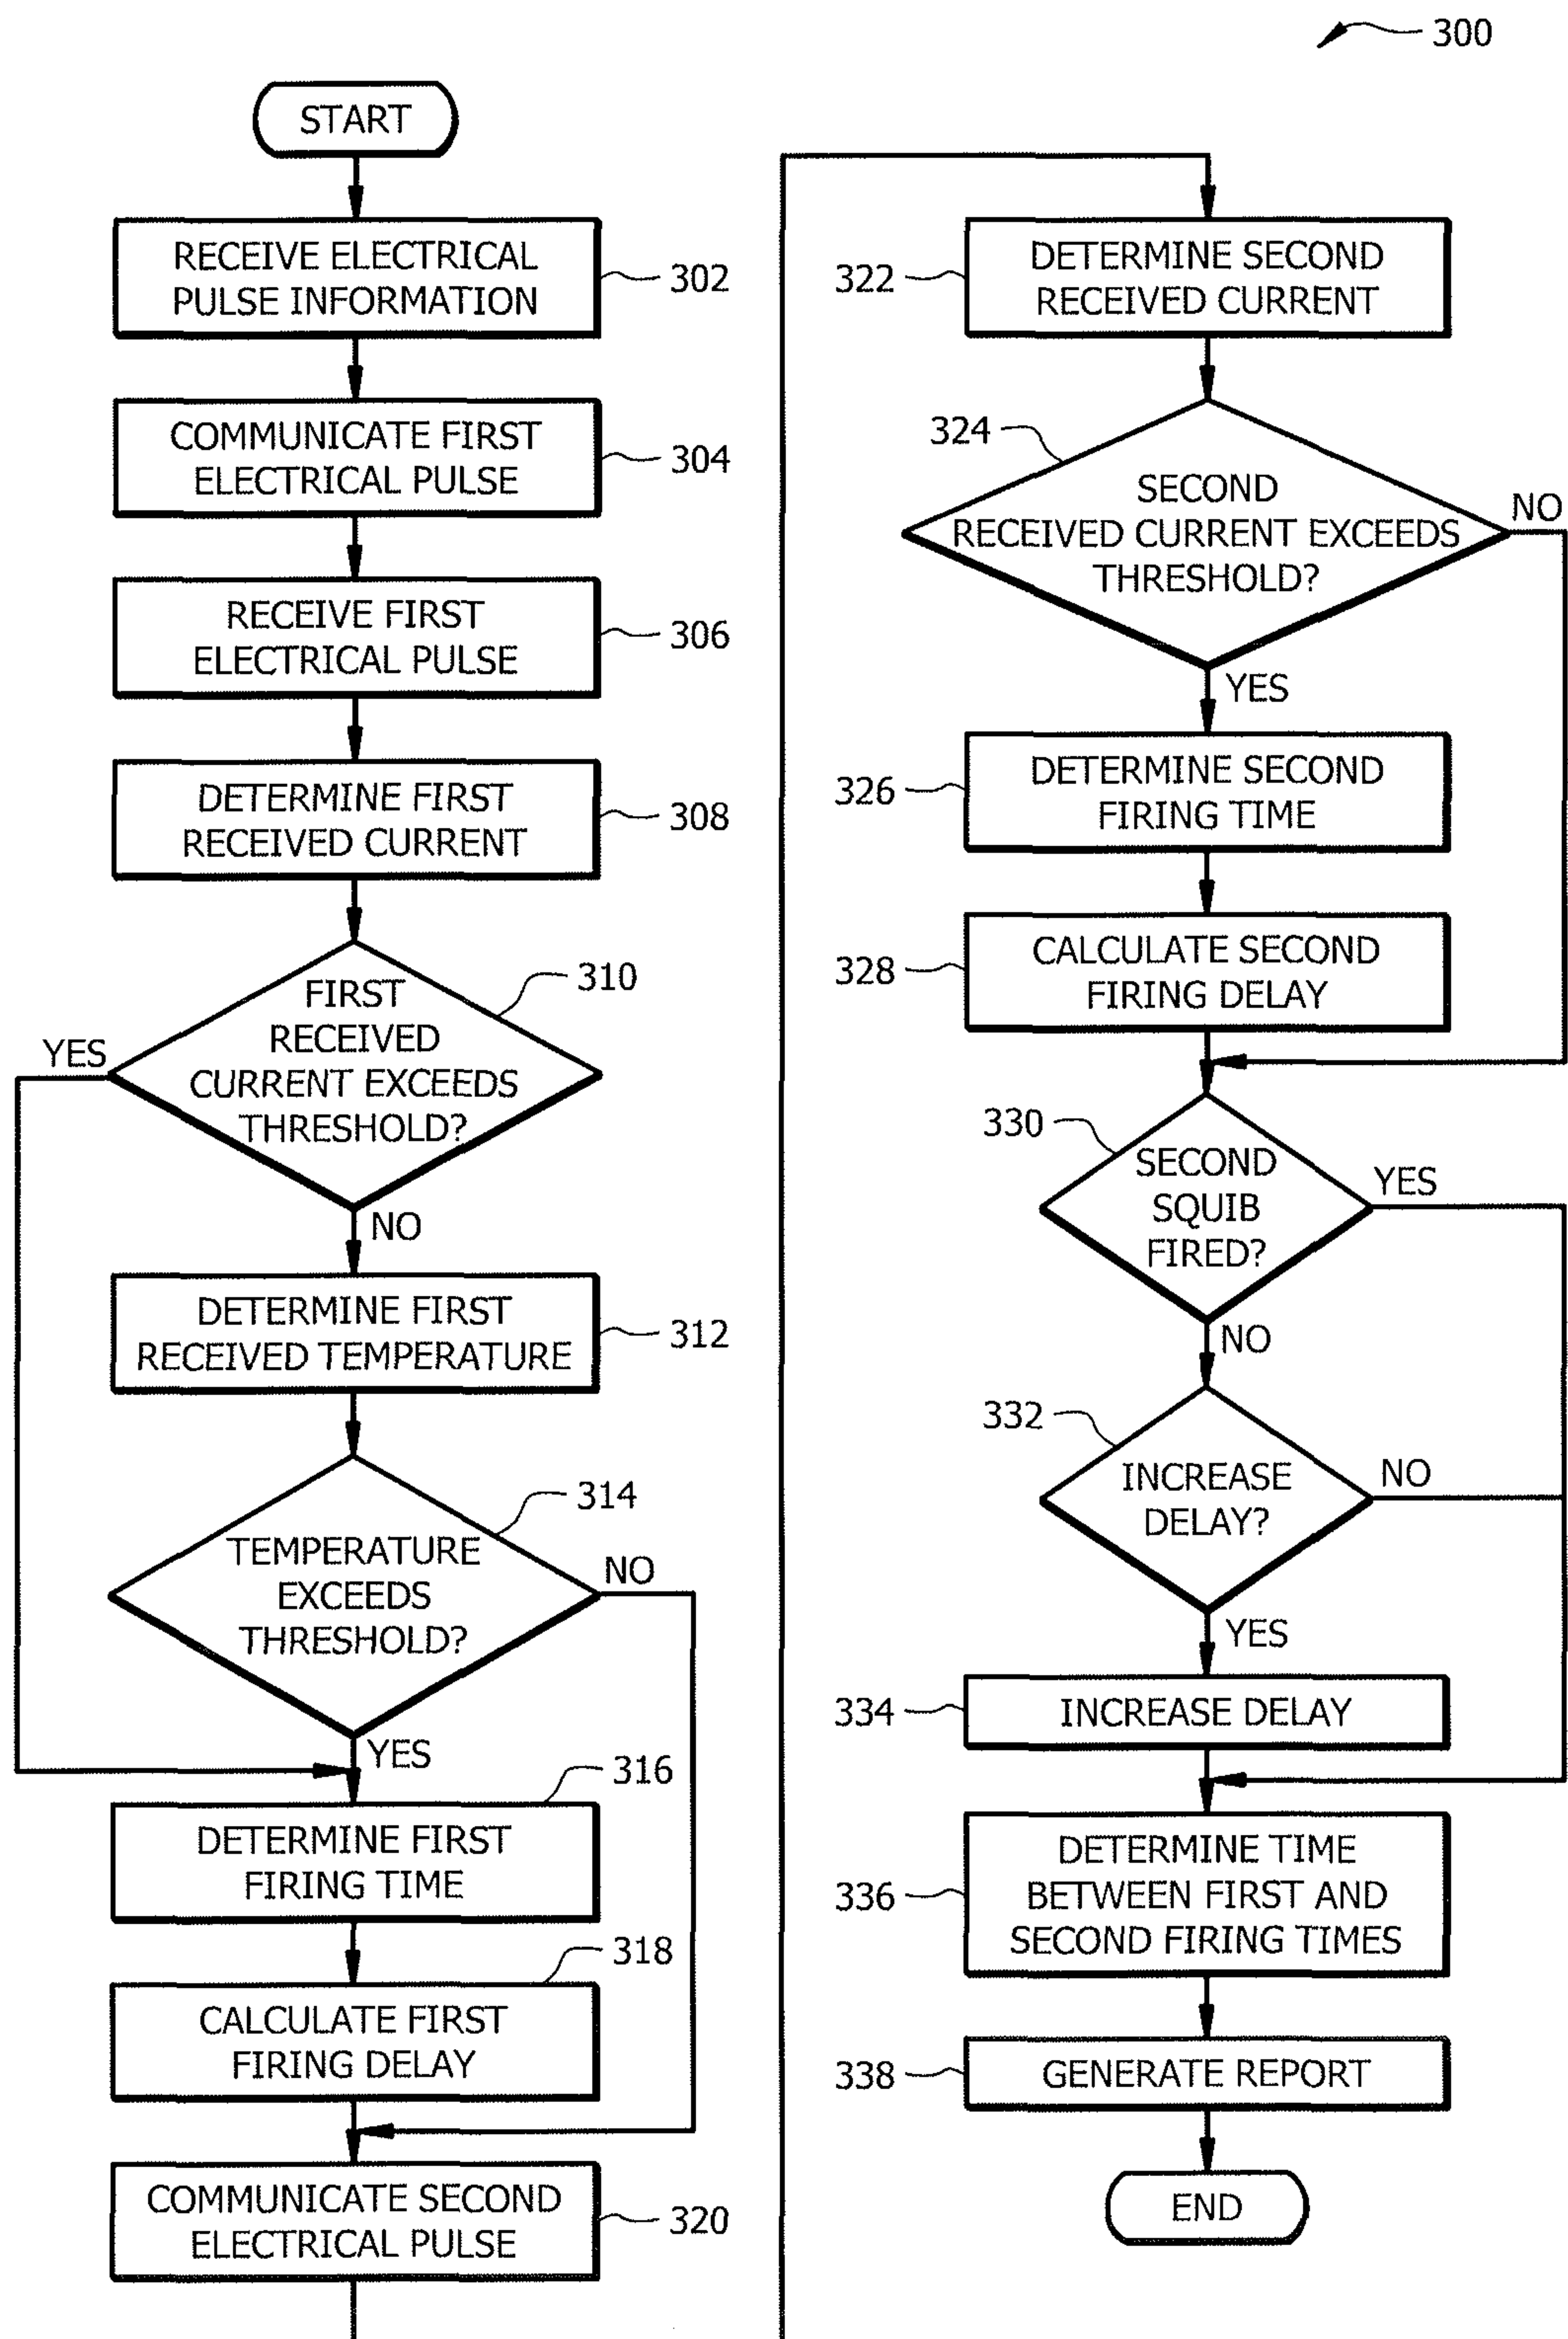 300
START
RECEIVE ELECTRICAL
PULSE INFORMATION
302
COMMUNICATE FIRST
ELECTRICAL PULSE
304
RECEIVE FIRST
ELECTRICAL PULSE
306
DETERMINE FIRST
RECEIVED CURRENT
308
310
FIRST
RECEIVED
CURRENT EXCEEDS
THRESHOLD?
YES
NO
DETERMINE FIRST
RECEIVED TEMPERATURE
312
314
TEMPERATURE
EXCEEDS
THRESHOLD?
NO
YES
316
DETERMINE FIRST
FIRING TIME
318
CALCULATE FIRST
FIRING DELAY
COMMUNICATE SECOND
ELECTRICAL PULSE
320
322
DETERMINE SECOND
RECEIVED CURRENT
324
SECOND
RECEIVED CURRENT EXCEEDS
THRESHOLD?
NO
YES
326
DETERMINE SECOND
FIRING TIME
328
CALCULATE SECOND
FIRING DELAY
330
SECOND
SQUIB
FIRED?
YES
NO
332
INCREASE
DELAY?
NO
YES
334
INCREASE DELAY
336
DETERMINE TIME
BETWEEN FIRST AND
SECOND FIRING TIMES
338
GENERATE REPORT
END